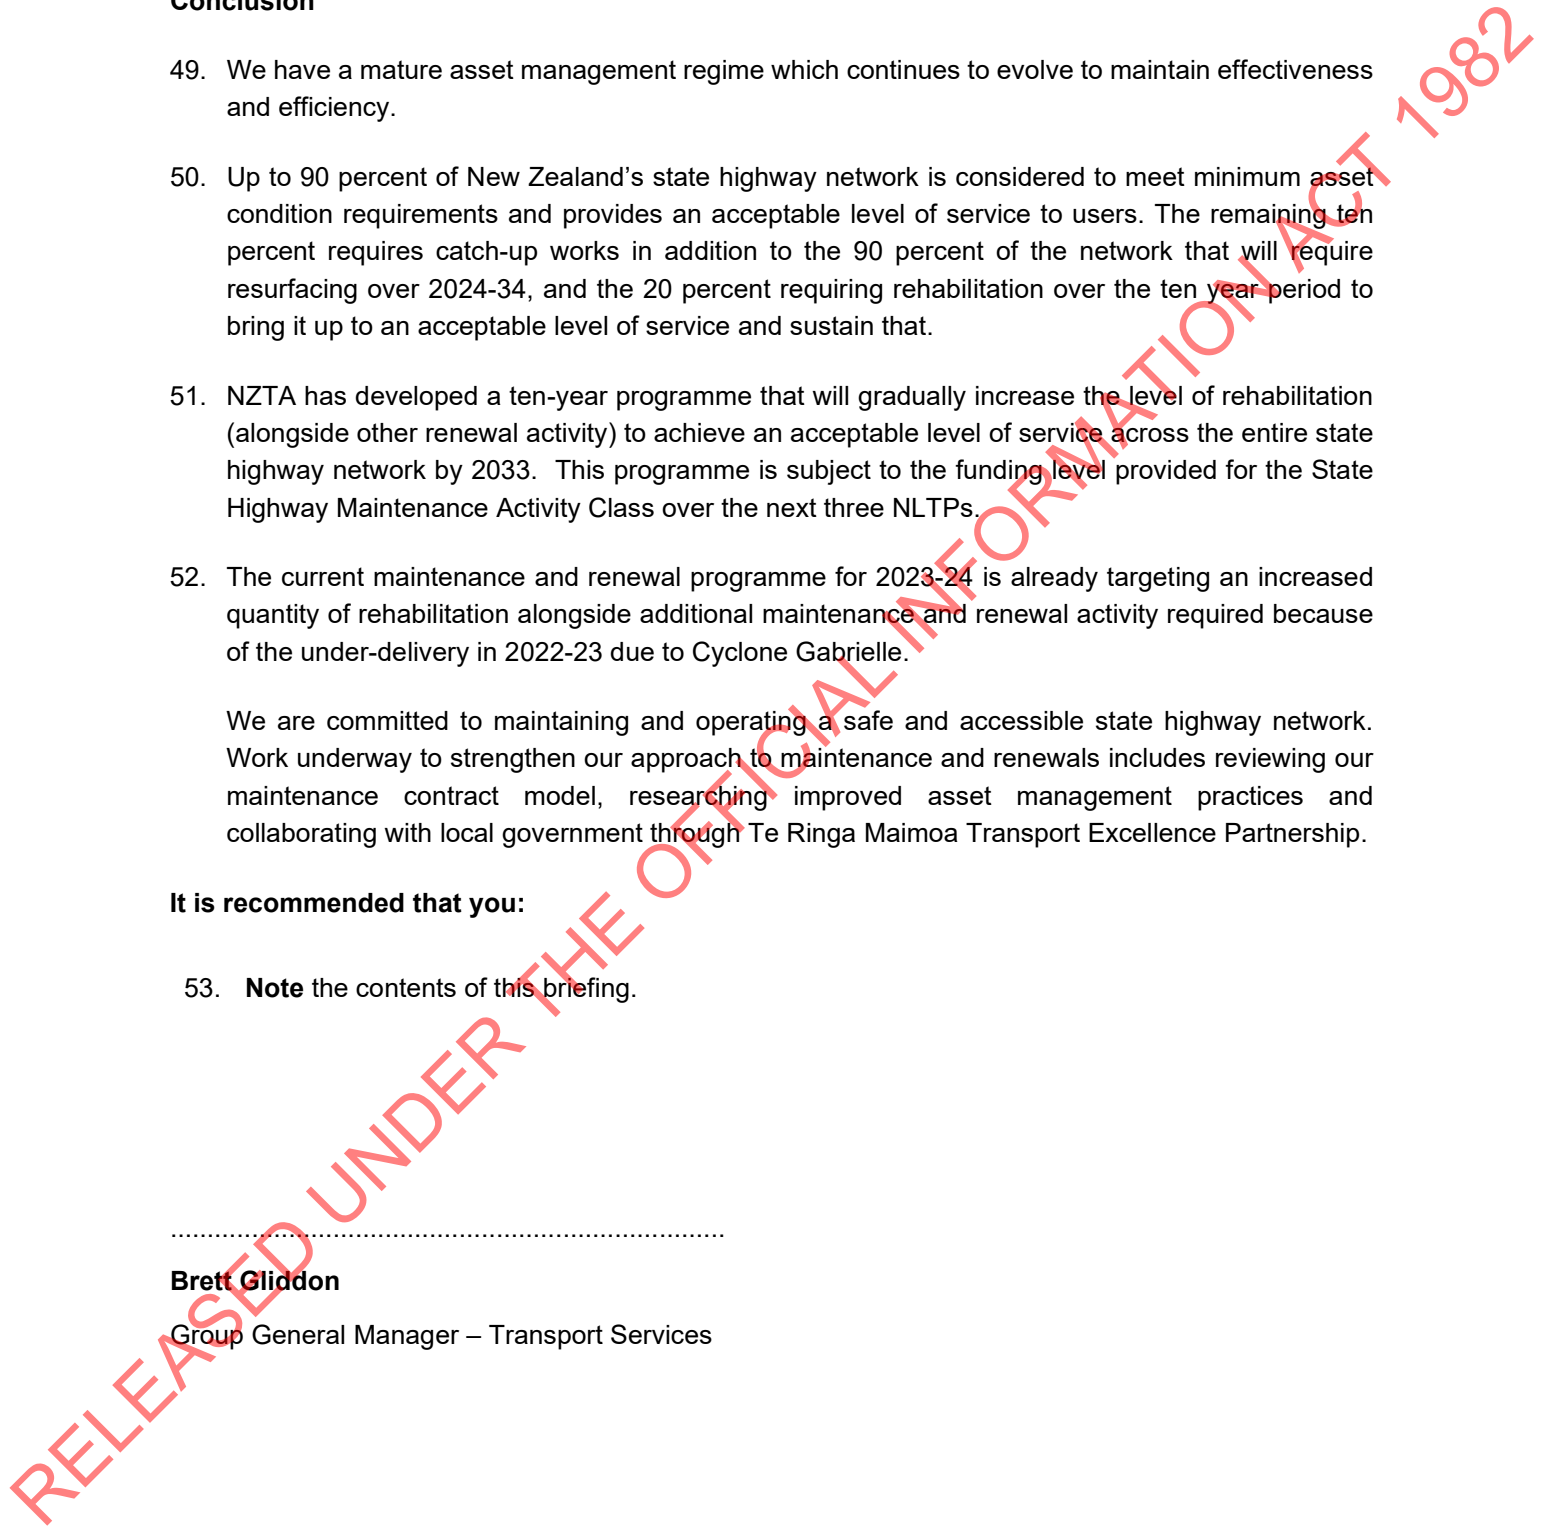 Conclusion
49. We have a mature asset management regime which continues to evolve to maintain effectiveness
and efficiency.
50. Up to 90 percent of New Zealand’s state highway network is considered to meet minimum asset
condition requirements and provides an acceptable level of service to users. The remaining ten
percent requires catch-up works in addition to the 90 percent of the network that will require
resurfacing over 2024-34, and the 20 percent requiring rehabilitation over the ten year period to
bring it up to an acceptable level of service and sustain that.
51. NZTA has developed a ten-year programme that will gradually increase the level of rehabilitation
(alongside other renewal activity) to achieve an acceptable level of service across the entire state
highway network by 2033. This programme is subject to the funding level provided for the State
Highway Maintenance Activity Class over the next three NLTPs.
52. The current maintenance and renewal programme for 2023-24 is already targeting an increased
quantity of rehabilitation alongside additional maintenance and renewal activity required because
of the under-delivery in 2022-23 due to Cyclone Gabrielle.
We are committed to maintaining and operating a safe and accessible state highway network.
Work underway to strengthen our approach to maintenance and renewals includes reviewing our
maintenance contract model, researching improved asset management practices and
collaborating with local government through Te Ringa Maimoa Transport Excellence Partnership.
It is recommended that you:
53. Note the contents of this briefing.
...........................................................................
Brett Gliddon
Group General Manager – Transport Services
RELEASED UNDER THE OFFICIAL INFORMATION ACT 1982